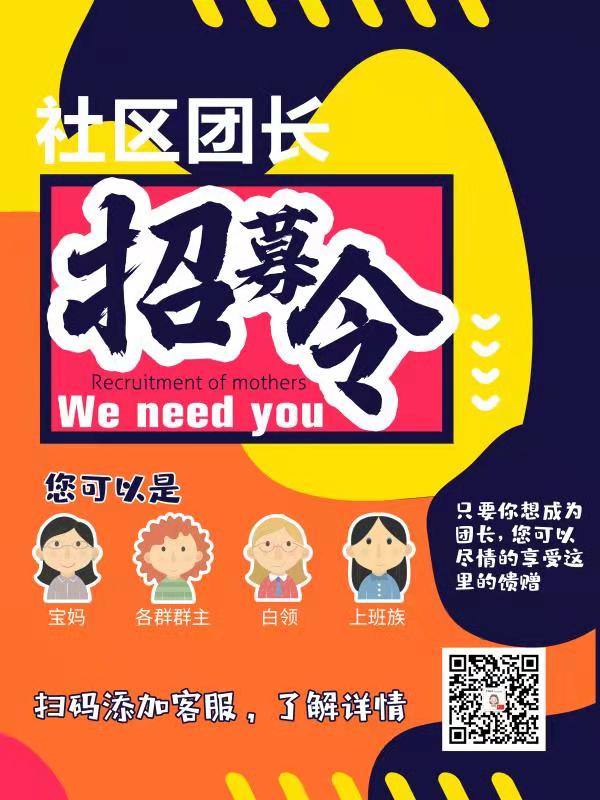 社区团长
招募令
Recruitment of mothers
We need you
您可以是
宝妈
各群群主
白领
上班族
只要你想成为
团长,您可以
尽情的享受这
里的馈赠
扫码添加客服,了解详情